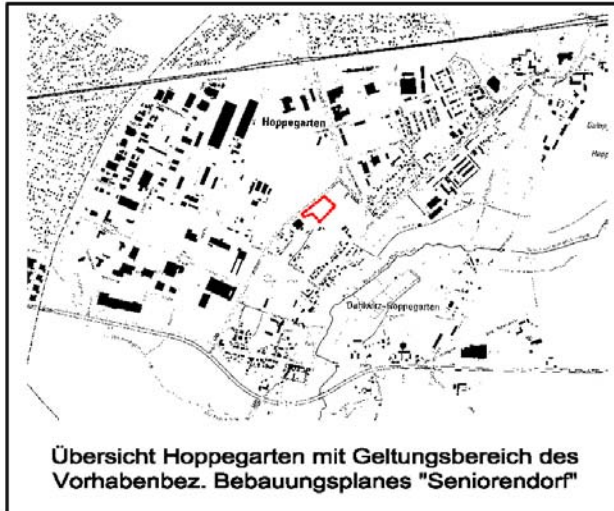 Hoppegarten
Dahlwitz-Hoppegarten
Übersicht Hoppegarten mit Geltungsbereich des
Vorhabenbez. Bebauungsplanes "Seniorendorf"